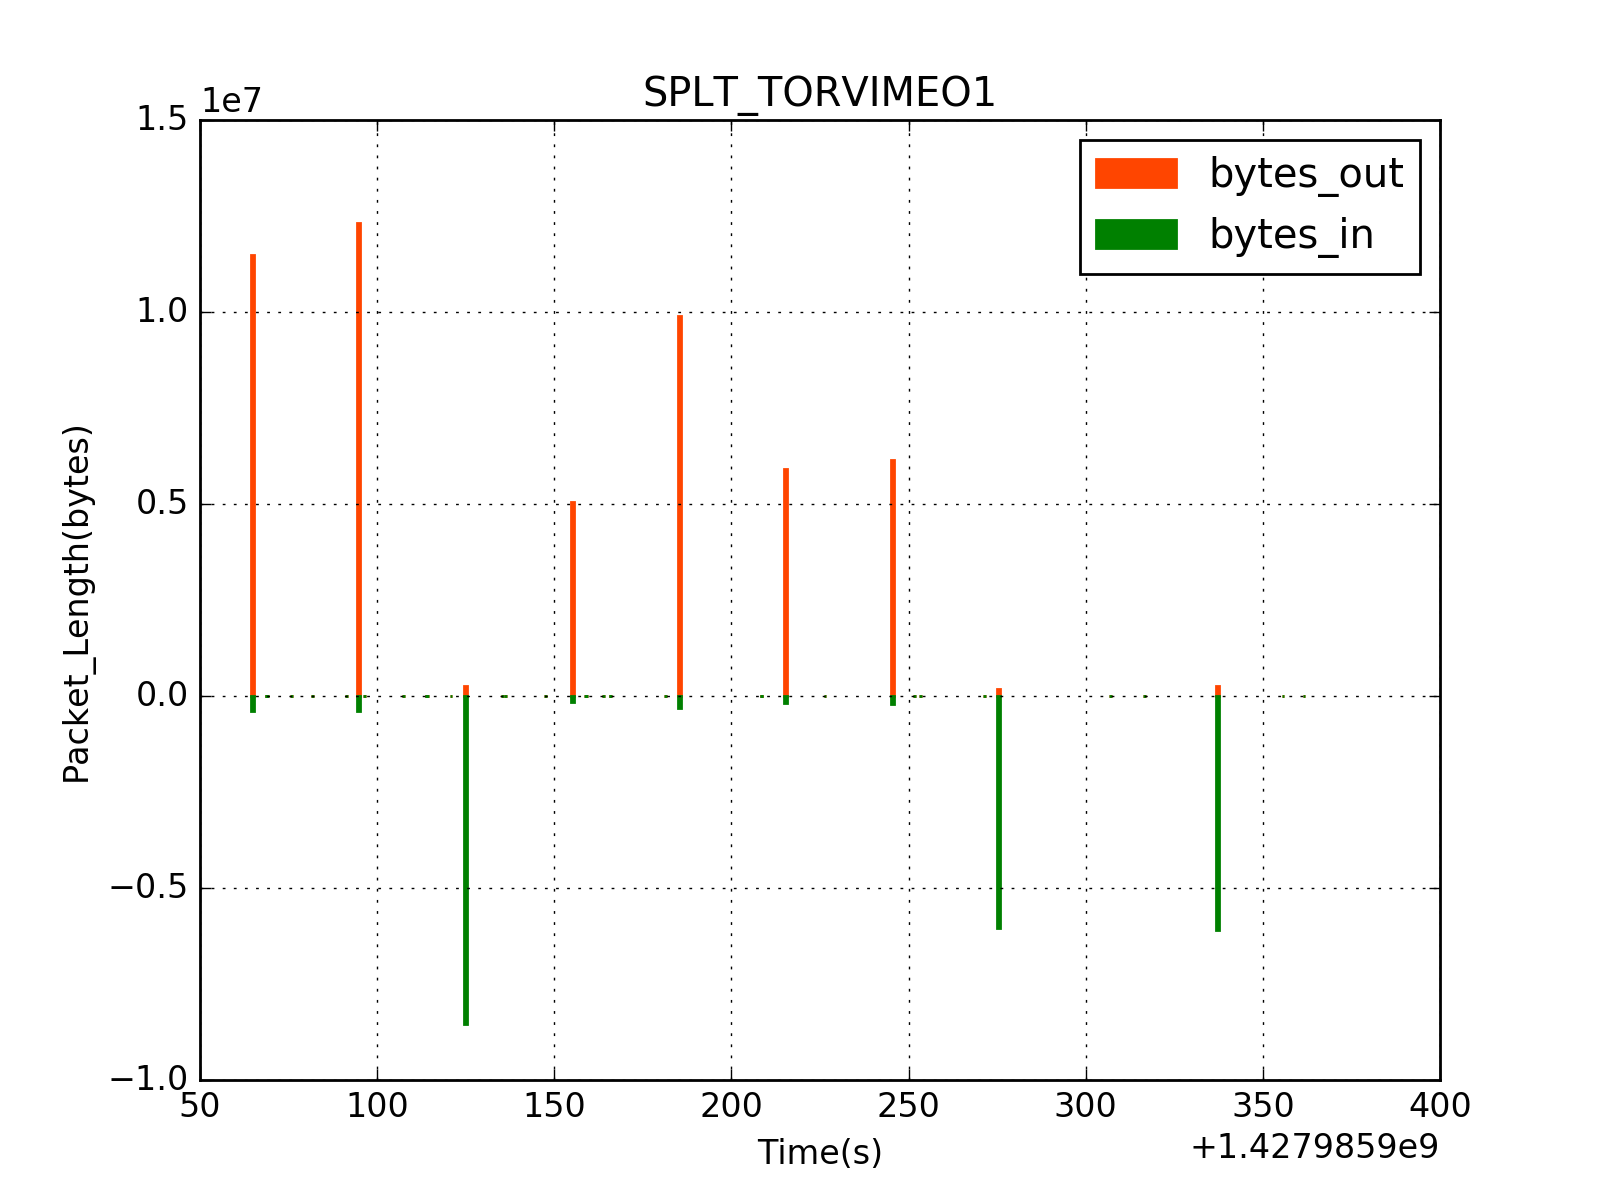 SPLT_TORVIMEO1
1e7
1.5
1.0
0.5
0.0
−0.5
−1.0
Packet_Length(bytes)
bytes_out
bytes_in
50 100 150 200 250 300 350 400
Time(s)
+1.4279859e9